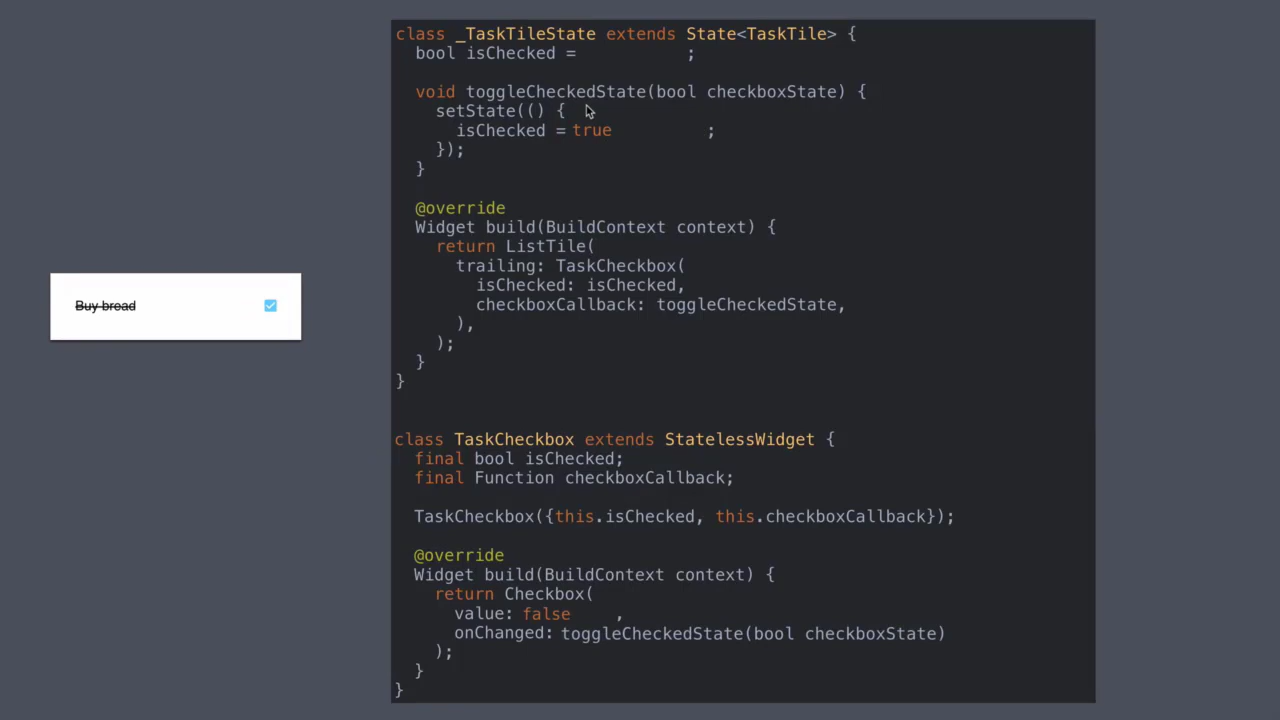 class _TaskTileState extends State<TaskTile> {
bool isChecked = ;
void toggleCheckedState(bool checkboxState) {
setState(() {
isChecked = true ;
});
}
@override
Widget build(BuildContext context) {
return ListTile(
trailing: TaskCheckbox(
isChecked: isChecked,
checkboxCallback: toggleCheckedState,
),
);
}
}
Buy bread
class TaskCheckbox extends StatelessWidget {
final bool isChecked;
final Function checkboxCallback;
TaskCheckbox({this.isChecked, this.checkboxCallback});
@override
Widget build(BuildContext context) {
return Checkbox(
value: false ,
onChanged: toggleCheckedState(bool checkboxState)
);
}
}